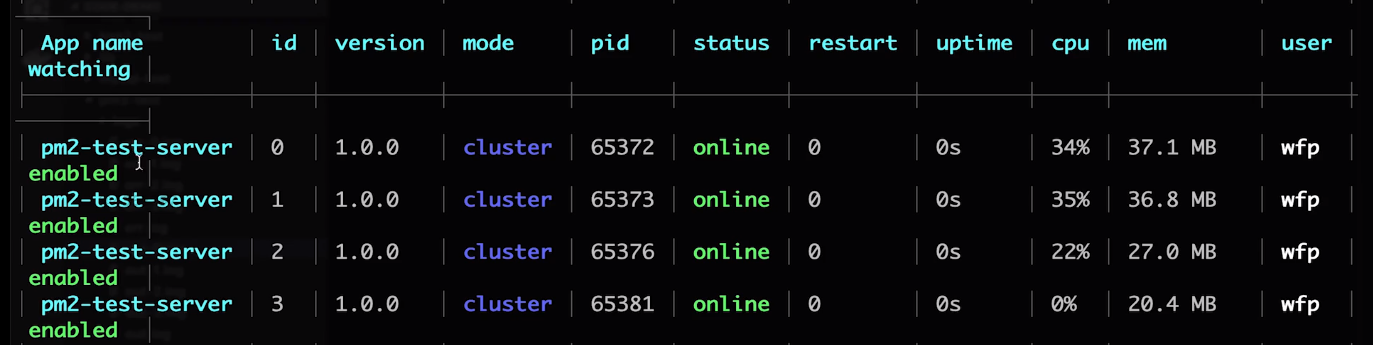 App name id version mode pid status restart uptime cpu mem user
watching
pm2-test-server 0 1.0.0 cluster 65372 online 0 0s 34% 37.1 MB wfp
enabled
pm2-test-server 1 1.0.0 cluster 65373 online 0 0s 35% 36.8 MB wfp
enabled
pm2-test-server 2 1.0.0 cluster 65376 online 0 0s 22% 27.0 MB wfp
enabled
pm2-test-server 3 1.0.0 cluster 65381 online 0 0s 0% 20.4 MB wfp
enabled